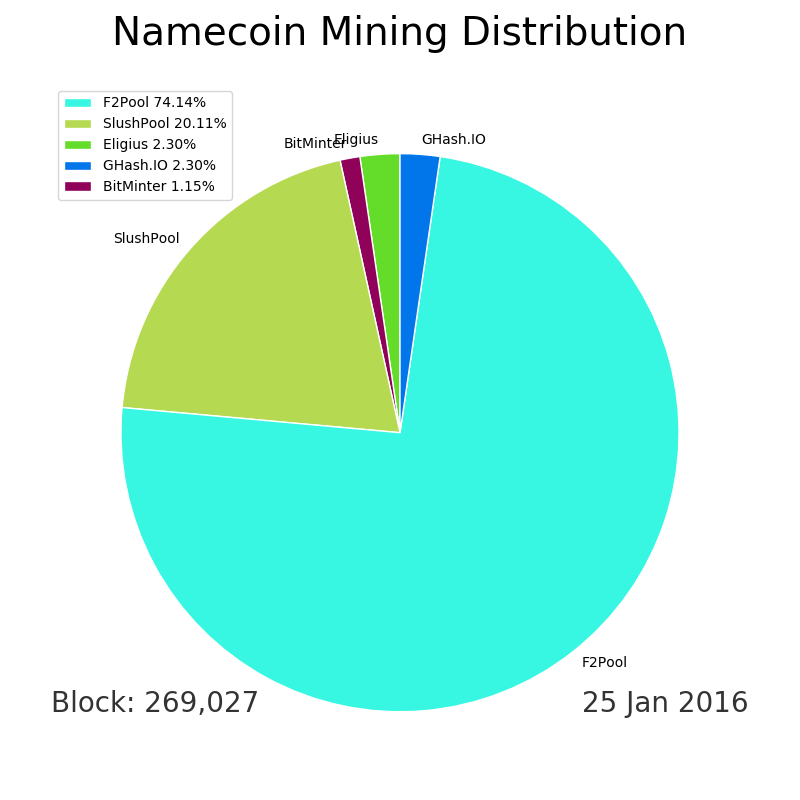 Namecoin Mining Distribution
F2Pool 74.14%
SlushPool 20.11%
Eligius 2.30%
GHash.IO 2.30%
BitMinter 1.15%
BitMinter
Eligius
GHash.IO
SlushPool
F2Pool
Block: 269,027
25 Jan 2016